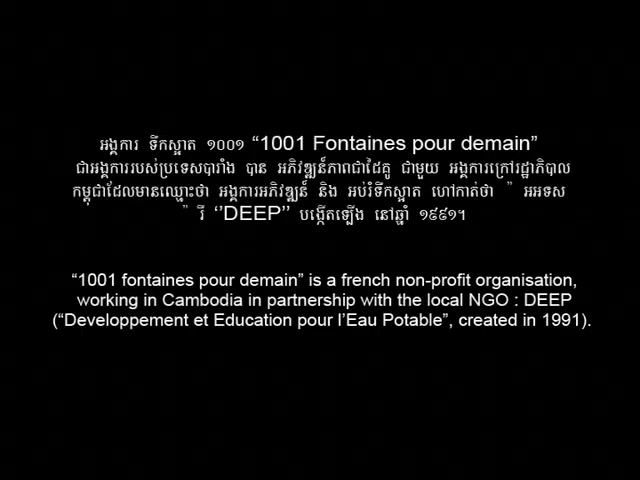 អង្គការ ទឹកស្អាត ១០០១ “1001 Fontaines pour demain”
ជាអង្គការរបស់ប្រទេសបារាំង បាន អភិវឌ្ឍន៍ភាពជាដៃគូ ជាមួយ អង្គការក្រៅរដ្ឋាភិបាល
កម្ពុជាដែលមានឈ្មោះថា អង្គការអភិវឌ្ឍន៍ និង អប់រំទឹកស្អាត ហៅកាត់ថា ” អអទស
” រឺ ‘’DEEP’’ បង្កើតឡើង នៅឆ្នាំ ១៩៩១។
“1001 fontaines pour demain” is a french non-profit organisation,
working in Cambodia in partnership with the local NGO : DEEP
(“Developpement et Education pour l’Eau Potable”, created in 1991).